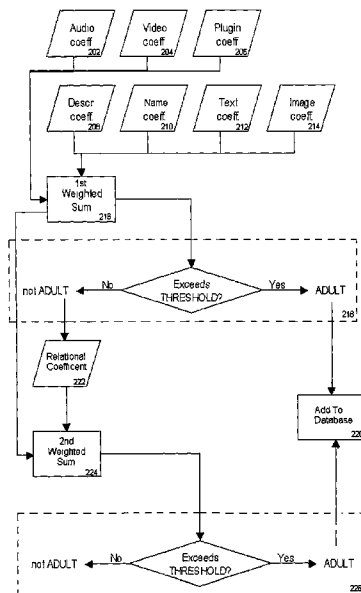 Audio
coeff
202
Video
coeff
204
Plugin
coeff
206
Descr
coeff.
208
Name
coeff.
210
Text
coeff.
212
Image
coeff.
214
1st
Weighted
Sum
218
not ADULT
No
Exceeds
THRESHOLD?
Yes
ADULT
216
Relational
Coefficent
222
Add To
Database
220
2nd
Weighted
Sum
224
not ADULT
No
Exceeds
THRESHOLD?
Yes
ADULT
226